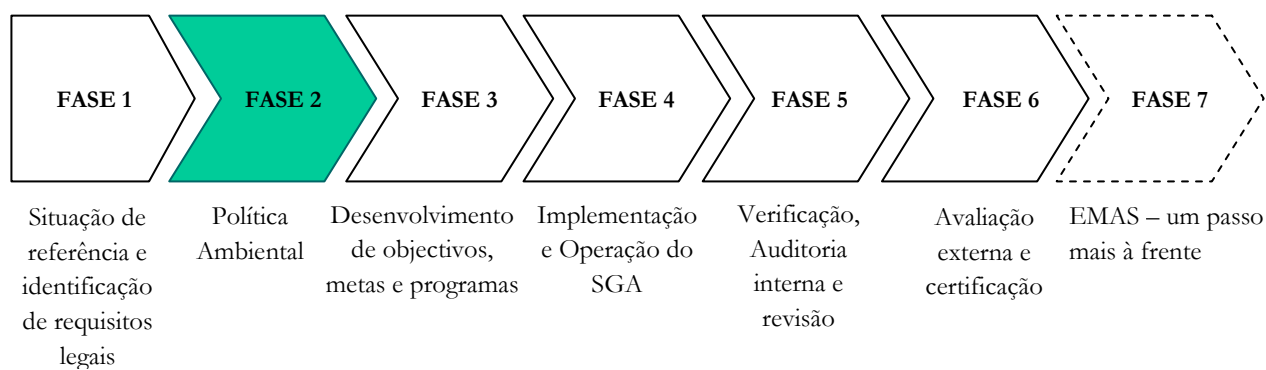 FASE 1
FASE 2
FASE 3
FASE 4
FASE 5
FASE 6
FASE 7
Situação de
referência e
identificação
de requisitos
legais
Política
Ambiental
Desenvolvimento
de objectivos,
metas e programas
Implementação
e Operação do
SGA
Verificação,
Auditoria
interna e
revisão
Avaliação
externa e
certificação
EMAS – um passo
mais à frente